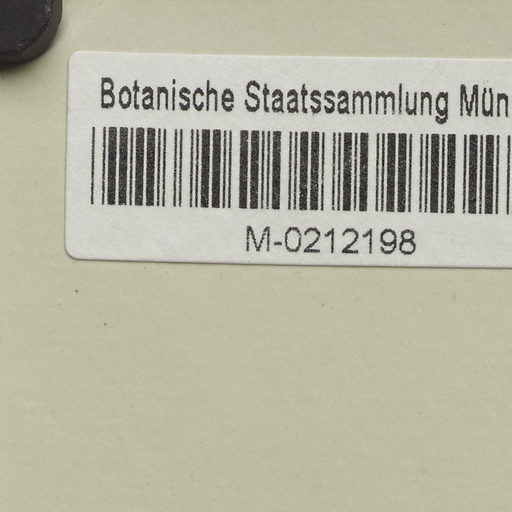 Botanische Staatssammlung Mün
M-0212198